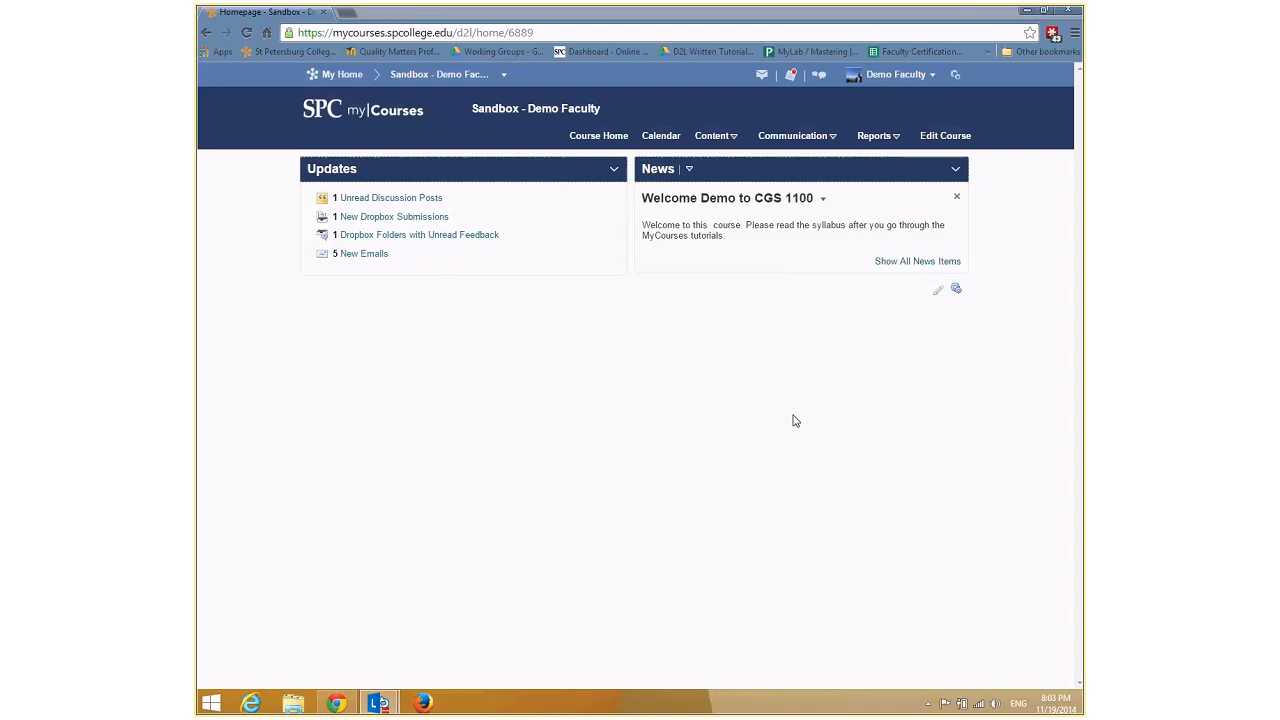 Homepage - Sandbox - D
https://mycourses.spcollege.edu/d2l/home/6889
Apps St Petersburg Colleg... Quality Matters Prof... Working Groups - G... SPC Dashboard - Online ... D2L Written Tutorial... MyLab / Mastering |... Faculty Certification... » Other bookmarks
43
My Home Sandbox - Demo Fac... Demo Faculty
SPC my|Courses Sandbox - Demo Faculty
Course Home Calendar Content Communication Reports Edit Course
Updates
1 Unread Discussion Posts
1 New Dropbox Submissions
1 Dropbox Folders with Unread Feedback
5 New Emails
News
Welcome Demo to CGS 1100
Welcome to this course. Please read the syllabus after you go through the
MyCourses tutorials.
Show All News Items
ENG
8:03 PM
11/19/2014